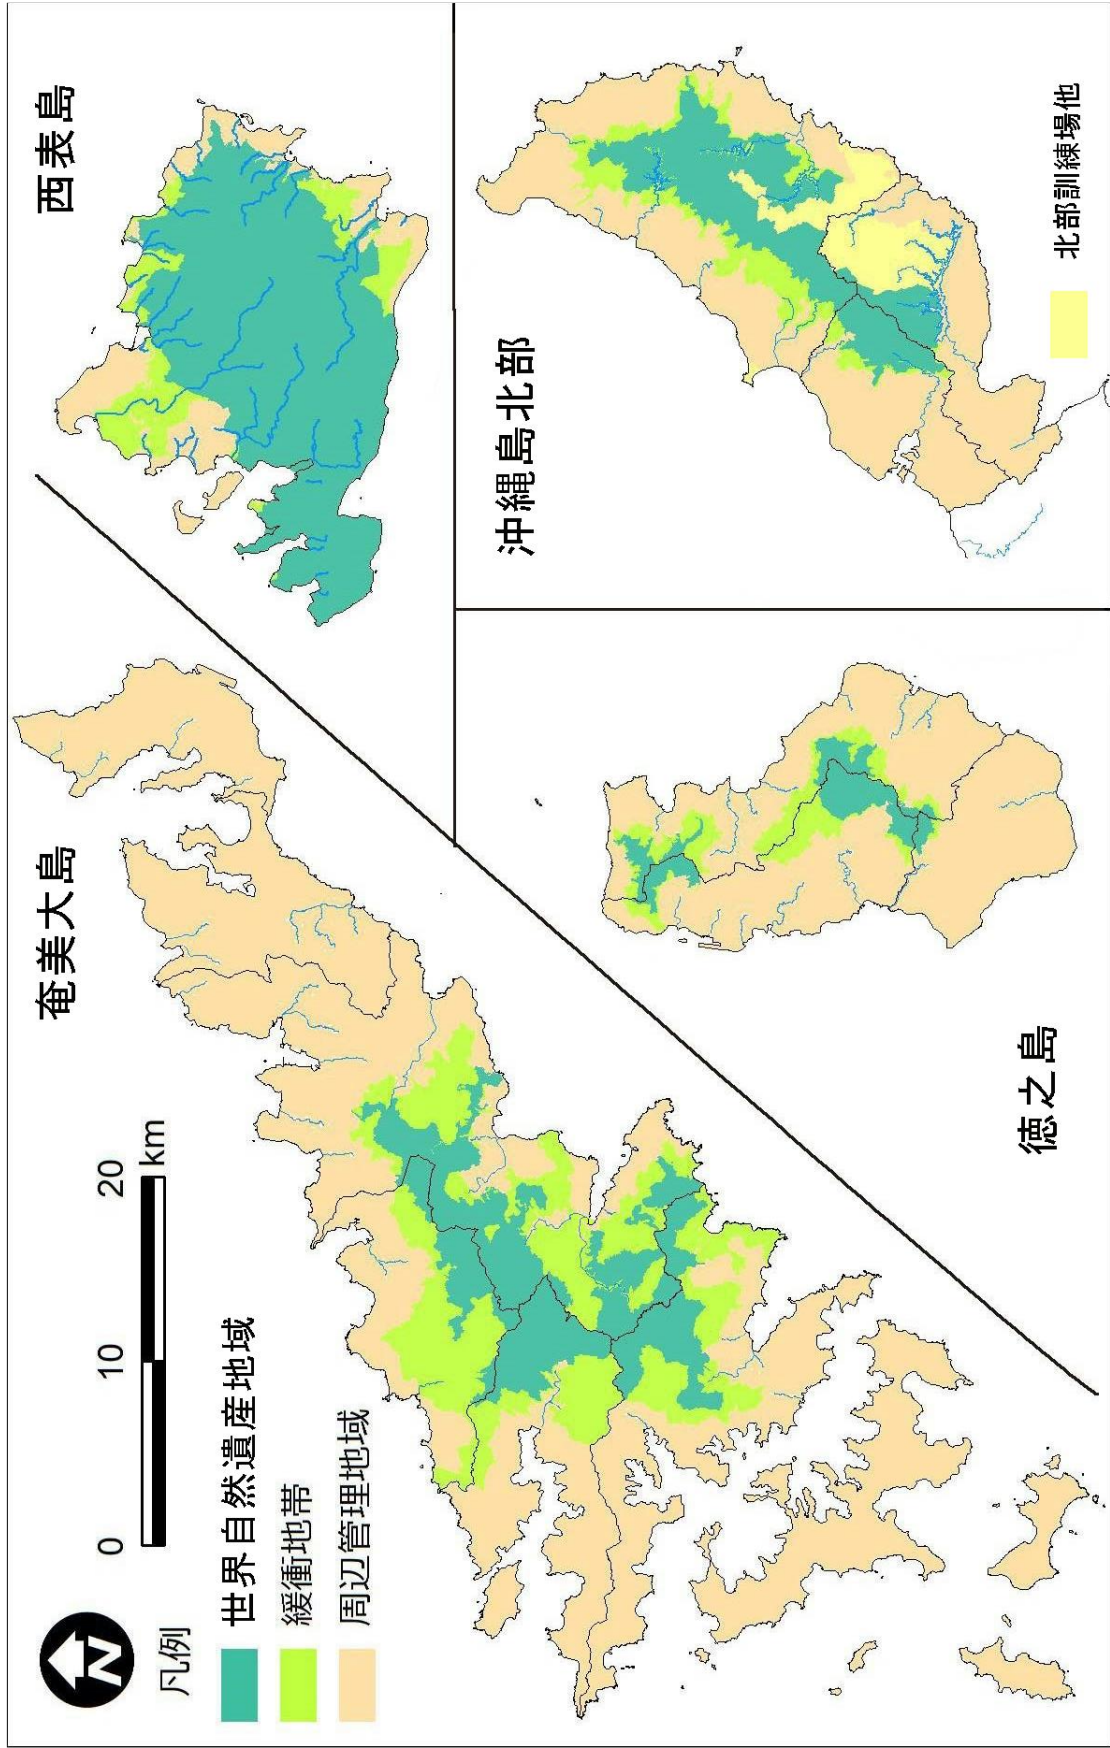 奄美大島
西表島
沖縄島北部
徳之島
0 10 20 km
N
凡例
世界自然遺産地域
緩衝地帯
周辺管理地域
北部訓練場他